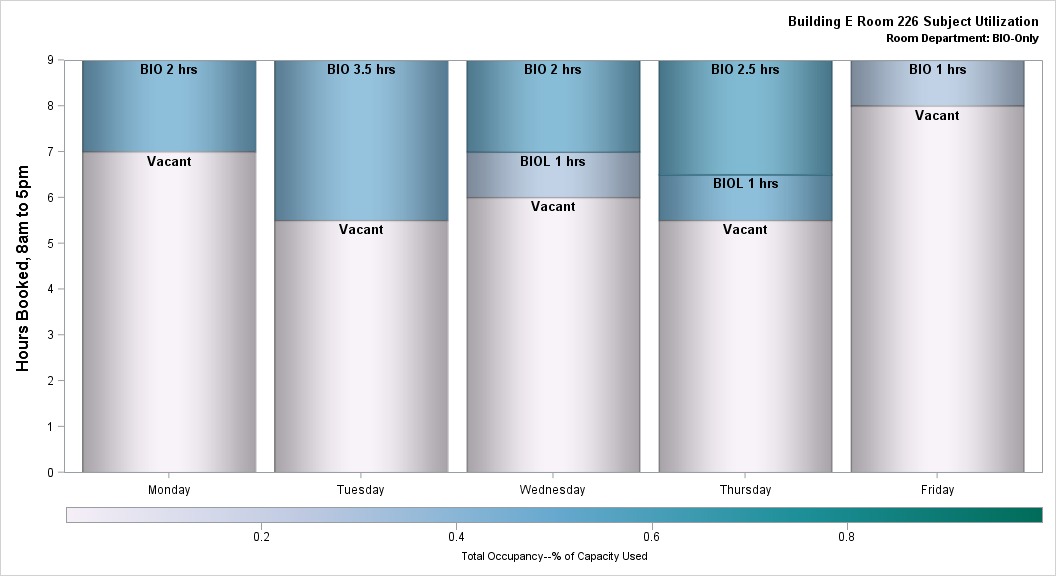 Building E Room 226 Subject Utilization
Room Department: BIO-Only
Hours Booked, 8am to 5pm
9
8
7
6
5
4
3
2
1
0
BIO 2 hrs
Vacant
BIO 3.5 hrs
Vacant
BIO 2 hrs
BIOL 1 hrs
Vacant
BIO 2.5 hrs
BIOL 1 hrs
Vacant
BIO 1 hrs
Vacant
Monday Tuesday Wednesday Thursday Friday
0.2 0.4 0.6 0.8
Total Occupancy--% of Capacity Used